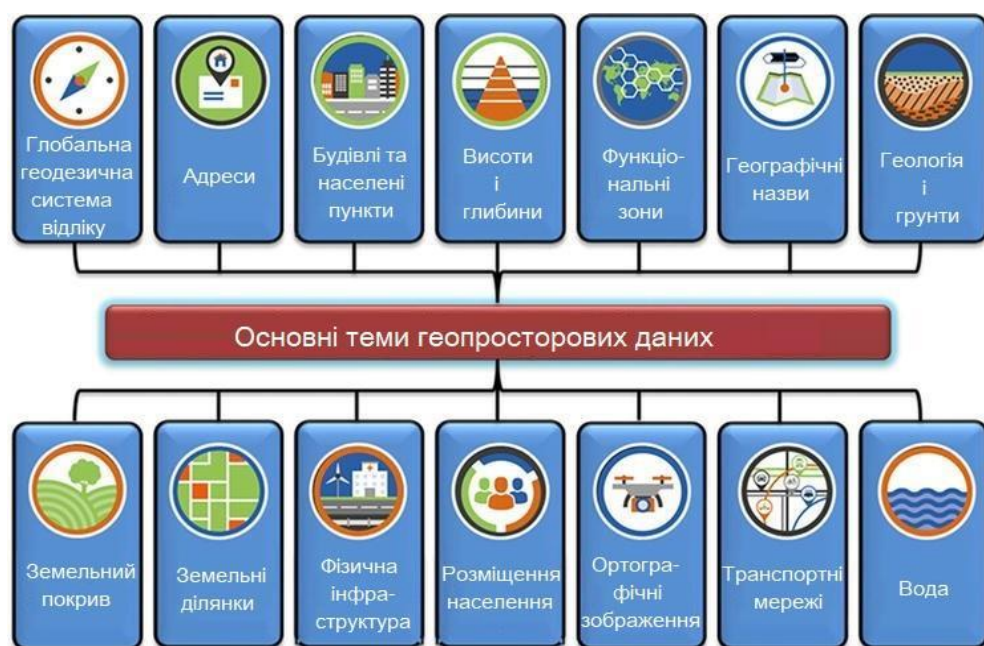 Глобальна
геодезична
система
відліку
Адреси
Будівлі та
населені
пункти
Висоти
і
глибини
Функціо-
нальні
зони
Географічні
назви
Геологія
і
грунти
Основні теми геопросторових даних
Земельний
покрив
Земельні
ділянки
Фізична
інфра-
структура
Розміщення
населення
Ортогра-
фічні
зображення
Транспортні
мережі
Вода